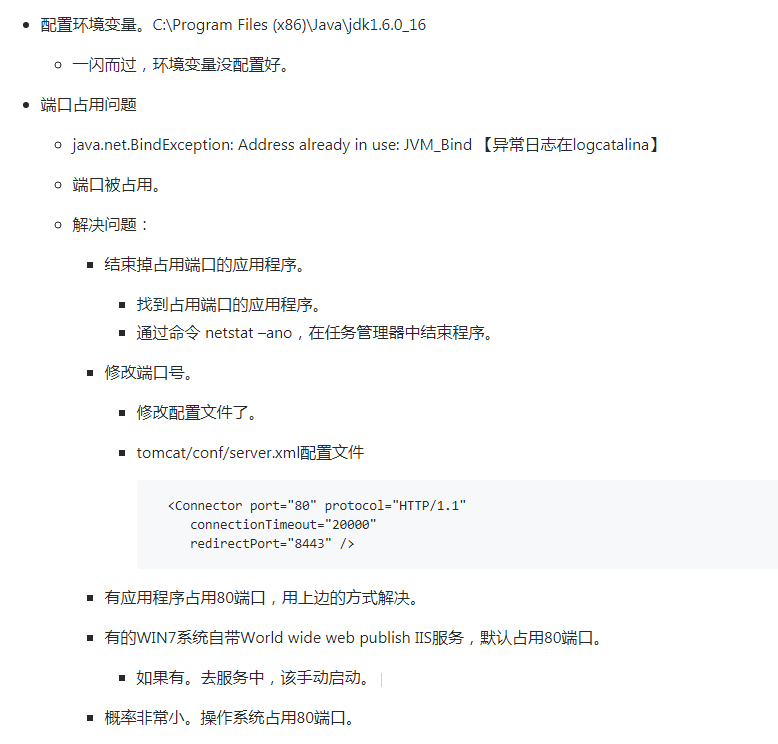 配置环境变量。C:\Program Files (x86)\Java\jdk1.6.0_16
一闪而过，环境变量没配置好。
端口占用问题
java.net.BindException: Address already in use: JVM_Bind 【异常日志在logcatalina】
端口被占用。
解决问题：
结束掉占用端口的应用程序。
找到占用端口的应用程序。
通过命令 netstat –ano，在任务管理器中结束程序。
修改端口号。
修改配置文件了。
tomcat/conf/server.xml配置文件
<Connector port="80" protocol="HTTP/1.1"
connectionTimeout="20000"
redirectPort="8443" />
有应用程序占用80端口，用上边的方式解决。
有的WIN7系统自带World wide web publish IIS服务，默认占用80端口。
如果有。去服务中，该手动启动。
概率非常小。操作系统占用80端口。